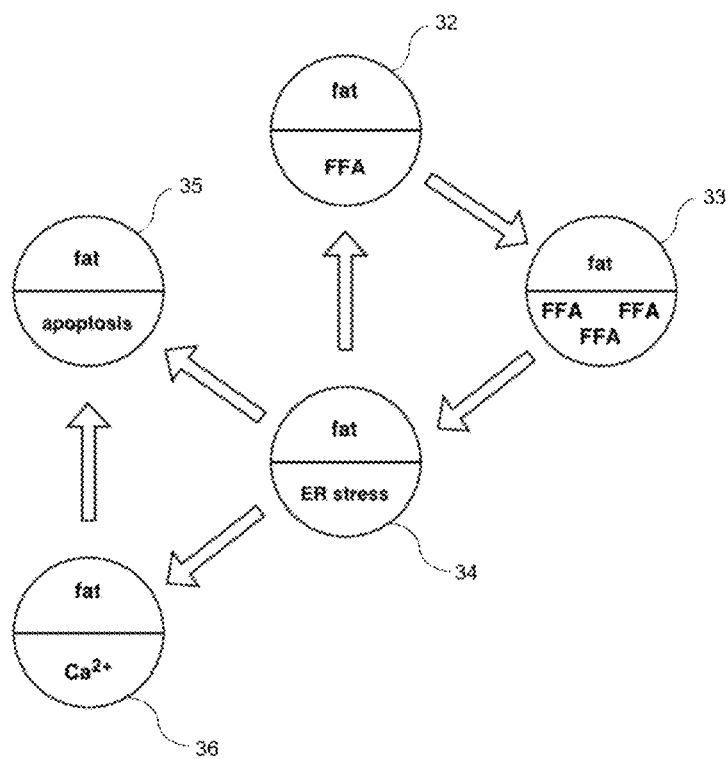 32
fat
FFA
35
fat
apoptosis
33
fat
FFA FFA
FFA
fat
ER stress
34
fat
Ca²⁺
36